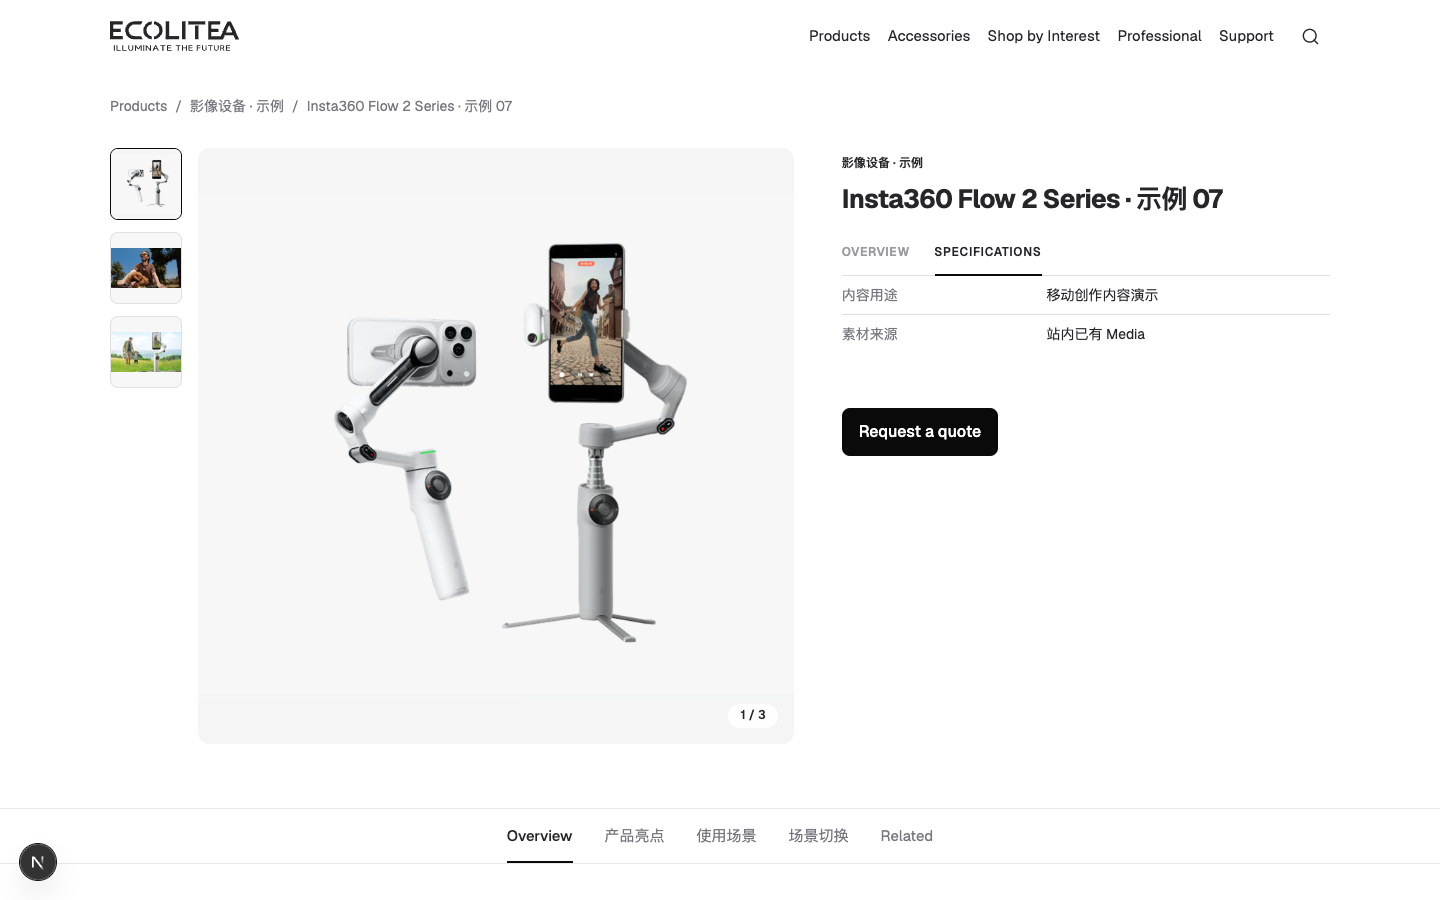 ECOLITEA
ILLUMINATE THE FUTURE
Products
Accessories
Shop by Interest
Professional
Support
Products / 影像设备 · 示例 / Insta360 Flow 2 Series · 示例 07
影像设备 · 示例
Insta360 Flow 2 Series · 示例 07
OVERVIEW
SPECIFICATIONS
内容用途
移动创作内容演示
素材来源
站内已有 Media
Request a quote
1 / 3
Overview
产品亮点
使用场景
场景切换
Related
N